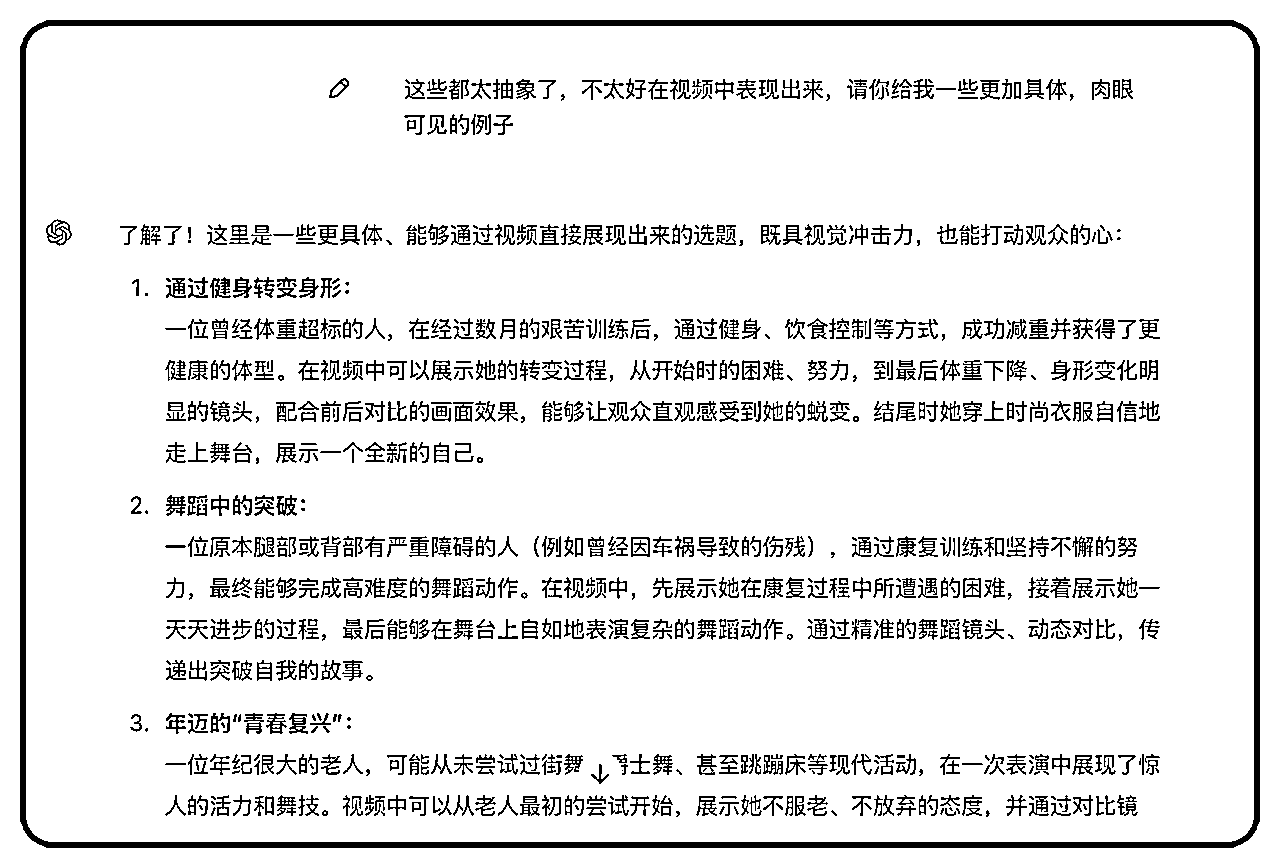 这些都太抽象了，不太好在视频中表现出来，请你给我一些更加具体，肉眼
可见的例子
了解了！这里是一些更具体、能够通过视频直接展现出来的选题，既具视觉冲击力，也能打动观众的心：
1. 通过健身转变身形：
一位曾经体重超标的人，在经过数月的艰苦训练后，通过健身、饮食控制等方式，成功减重并获得了更
健康的体型。在视频中可以展示她的转变过程，从开始时的困难、努力，到最后体重下降、身形变化明
显的镜头，配合前后对比的画面效果，能够让观众直观感受到她的蜕变。结尾时她穿上时尚衣服自信地
走上舞台，展示一个全新的自己。
2. 舞蹈中的突破：
一位原本腿部或背部有严重障碍的人（例如曾经因车祸导致的伤残），通过康复训练和坚持不懈的努
力，最终能够完成高难度的舞蹈动作。在视频中，先展示她在康复过程中所遭遇的困难，接着展示她一
天天进步的过程，最后能够在舞台上自如地表演复杂的舞蹈动作。通过精准的舞蹈镜头、动态对比，传
递出突破自我的故事。
3. 年迈的“青春复兴”：
一位年纪很大的老人，可能从未尝试过街舞 士舞、甚至跳蹦床等现代活动，在一次表演中展现了惊
人的活力和舞技。视频中可以从老人最初的尝试开始，展示她不服老、不放弃的态度，并通过对比镜